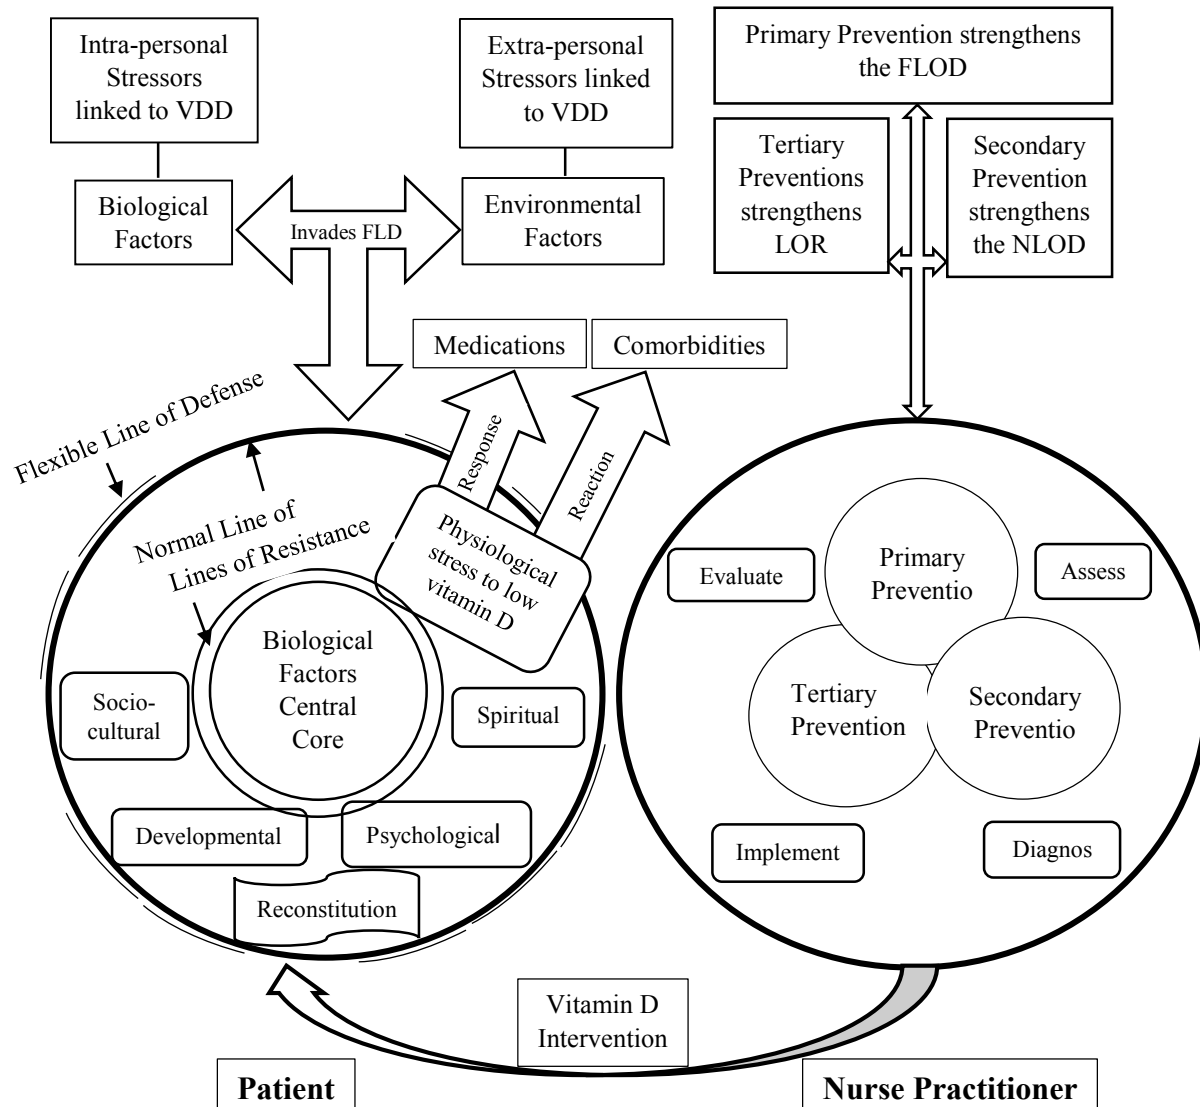 Intra-personal
Stressors
linked to VDD
Extra-personal
Stressors linked
to VDD
Primary Prevention strengthens
the FLOD
Tertiary
Preventions
strengthens
LOR
Secondary
Prevention
strengthens
the NLOD
Biological
Factors
Invades FLD
Environmental
Factors
Medications
Comorbidities
Flexible Line of Defense
Normal Line of
Lines of Resistance
Response
Reaction
Physiological
stress to low
vitamin D
Biological
Factors
Central
Core
Socio-
cultural
Spiritual
Developmental
Psychological
Reconstitution
Evaluate
Primary
Preventio
Assess
Tertiary
Prevention
Secondary
Preventio
Implement
Diagnos
Vitamin D
Intervention
Patient
Nurse Practitioner